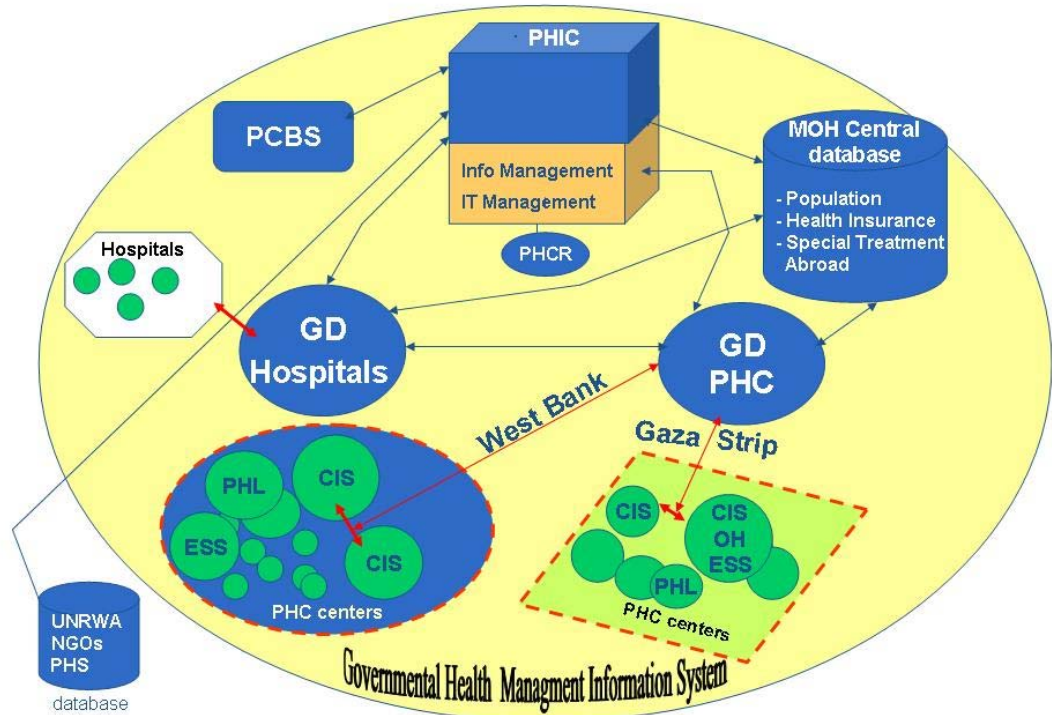 PHIC
PCBS
Info Management
IT Management
PHCR
MOH Central
database
- Population
- Health Insurance
- Special Treatment
Abroad
Hospitals
GD
Hospitals
GD
PHC
West Bank
Gaza Strip
PHL
CIS
ESS
CIS
PHC centers
CIS
CIS
OH
ESS
PHL
PHC centers
UNRWA
NGOs
PHS
database
Governmental Health Managment Information System